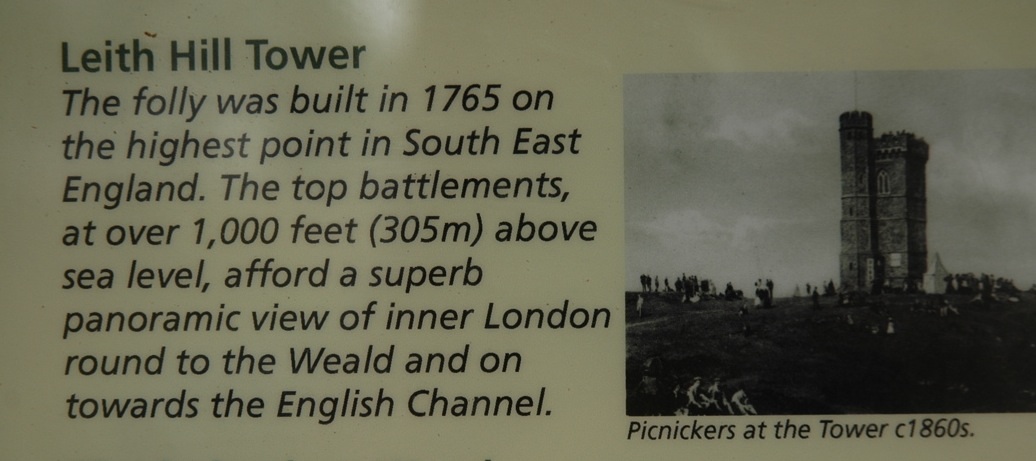 Leith Hill Tower
The folly was built in 1765 on
the highest point in South East
England. The top battlements,
at over 1,000 feet (305m) above
sea level, afford a superb
panoramic view of inner London
round to the Weald and on
towards the English Channel.
Picnickers at the Tower c1860s.